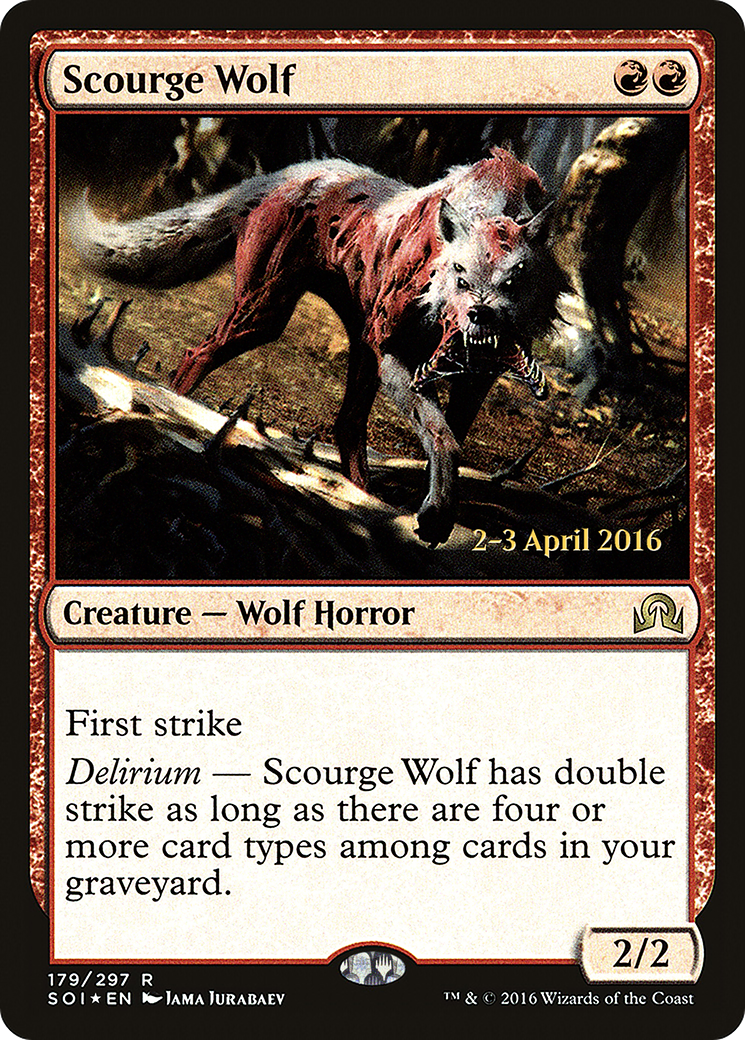 Scourge Wolf
2–3 April 2016
Creature — Wolf Horror
First strike
Delirium — Scourge Wolf has double
strike as long as there are four or
more card types among cards in your
graveyard.
2/2
179/297 R
SOI★EN Jama Jurabaev
™ & © 2016 Wizards of the Coast